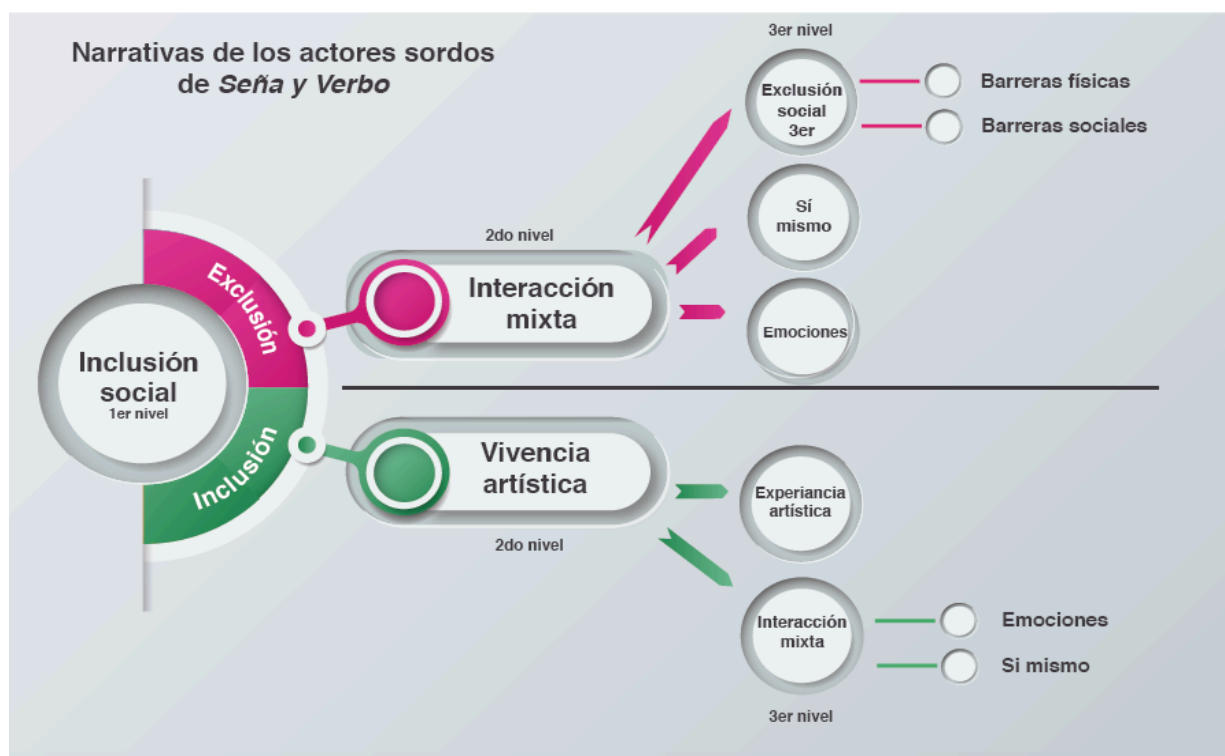 Narrativas de los actores sordos
de Seña y Verbo
3er nivel
Exclusión
social
3er
Barreras físicas
Barreras sociales
Sí
mismo
2do nivel
Interacción
mixta
Emociones
Exclusión
Inclusión
social
1er nivel
Inclusión
Vivencia
artística
2do nivel
Experiancia
artística
Interacción
mixta
Emociones
Si mismo
3er nivel